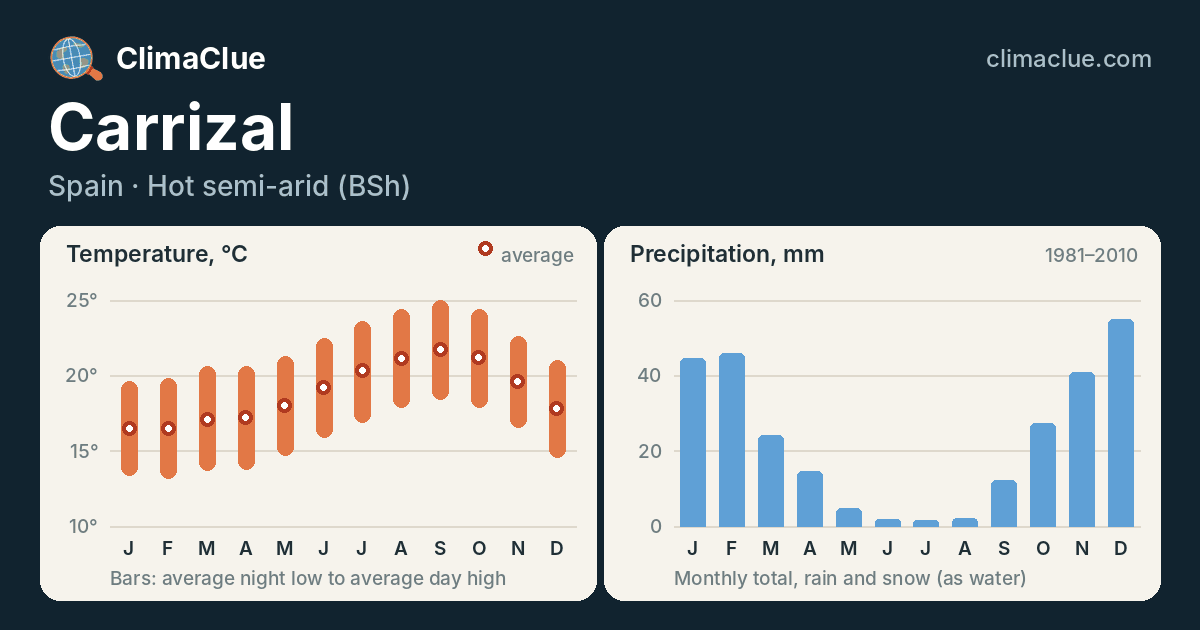 ClimaClue
climaclue.com
Carrizal
Spain · Hot semi-arid (BSh)
Temperature, °C
average
25°
20°
15°
10°
J F M A M J J A S O N D
Bars: average night low to average day high
Precipitation, mm
1981–2010
60
40
20
0
J F M A M J J A S O N D
Monthly total, rain and snow (as water)